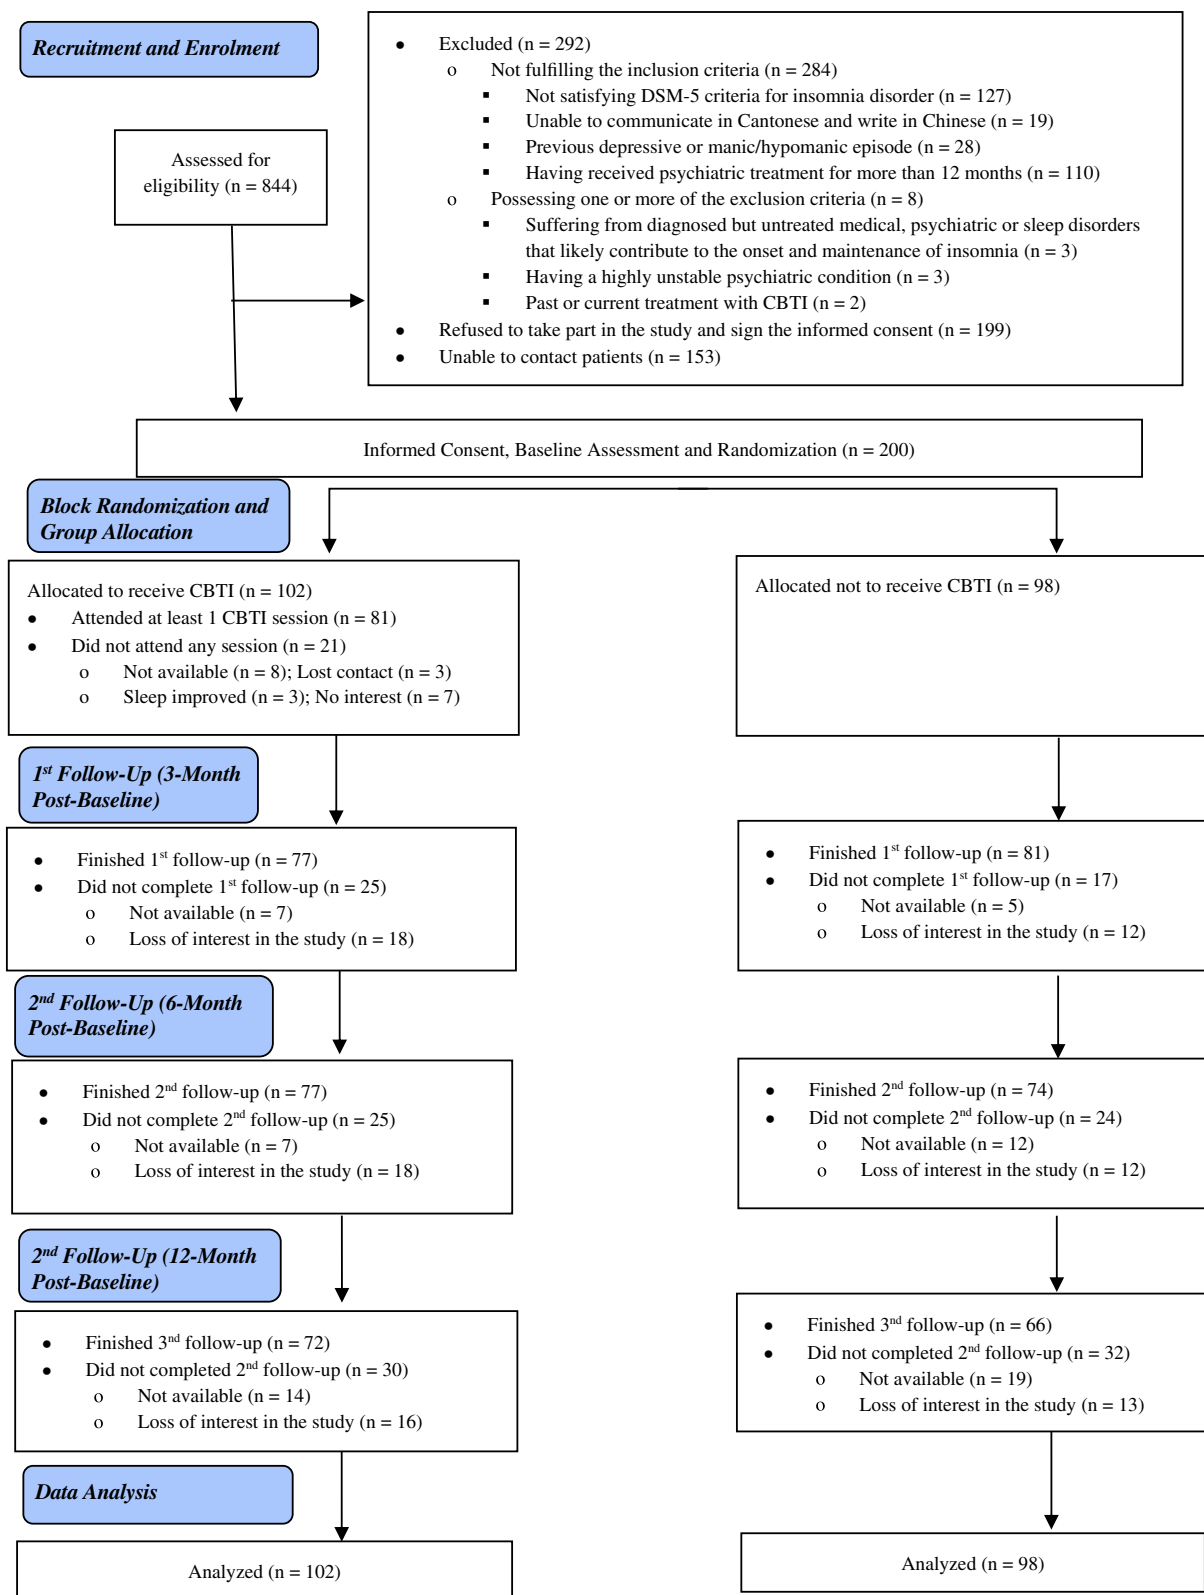 Recruitment and Enrolment
● Excluded (n = 292)
o Not fulfilling the inclusion criteria (n = 284)
▪ Not satisfying DSM-5 criteria for insomnia disorder (n = 127)
▪ Unable to communicate in Cantonese and write in Chinese (n = 19)
▪ Previous depressive or manic/hypomanic episode (n = 28)
▪ Having received psychiatric treatment for more than 12 months (n = 110)
o Possessing one or more of the exclusion criteria (n = 8)
▪ Suffering from diagnosed but untreated medical, psychiatric or sleep disorders
that likely contribute to the onset and maintenance of insomnia (n = 3)
▪ Having a highly unstable psychiatric condition (n = 3)
▪ Past or current treatment with CBTI (n = 2)
● Refused to take part in the study and sign the informed consent (n = 199)
● Unable to contact patients (n = 153)
Assessed for
eligibility (n = 844)
Informed Consent, Baseline Assessment and Randomization (n = 200)
Block Randomization and
Group Allocation
Allocated to receive CBTI (n = 102)
● Attended at least 1 CBTI session (n = 81)
● Did not attend any session (n = 21)
o Not available (n = 8); Lost contact (n = 3)
o Sleep improved (n = 3); No interest (n = 7)
Allocated not to receive CBTI (n = 98)
1st Follow-Up (3-Month
Post-Baseline)
● Finished 1st follow-up (n = 77)
● Did not complete 1st follow-up (n = 25)
o Not available (n = 7)
o Loss of interest in the study (n = 18)
● Finished 1st follow-up (n = 81)
● Did not complete 1st follow-up (n = 17)
o Not available (n = 5)
o Loss of interest in the study (n = 12)
2nd Follow-Up (6-Month
Post-Baseline)
● Finished 2nd follow-up (n = 77)
● Did not complete 2nd follow-up (n = 25)
o Not available (n = 7)
o Loss of interest in the study (n = 18)
● Finished 2nd follow-up (n = 74)
● Did not complete 2nd follow-up (n = 24)
o Not available (n = 12)
o Loss of interest in the study (n = 12)
2nd Follow-Up (12-Month
Post-Baseline)
● Finished 3nd follow-up (n = 72)
● Did not completed 2nd follow-up (n = 30)
o Not available (n = 14)
o Loss of interest in the study (n = 16)
● Finished 3nd follow-up (n = 66)
● Did not completed 2nd follow-up (n = 32)
o Not available (n = 19)
o Loss of interest in the study (n = 13)
Data Analysis
Analyzed (n = 102)
Analyzed (n = 98)